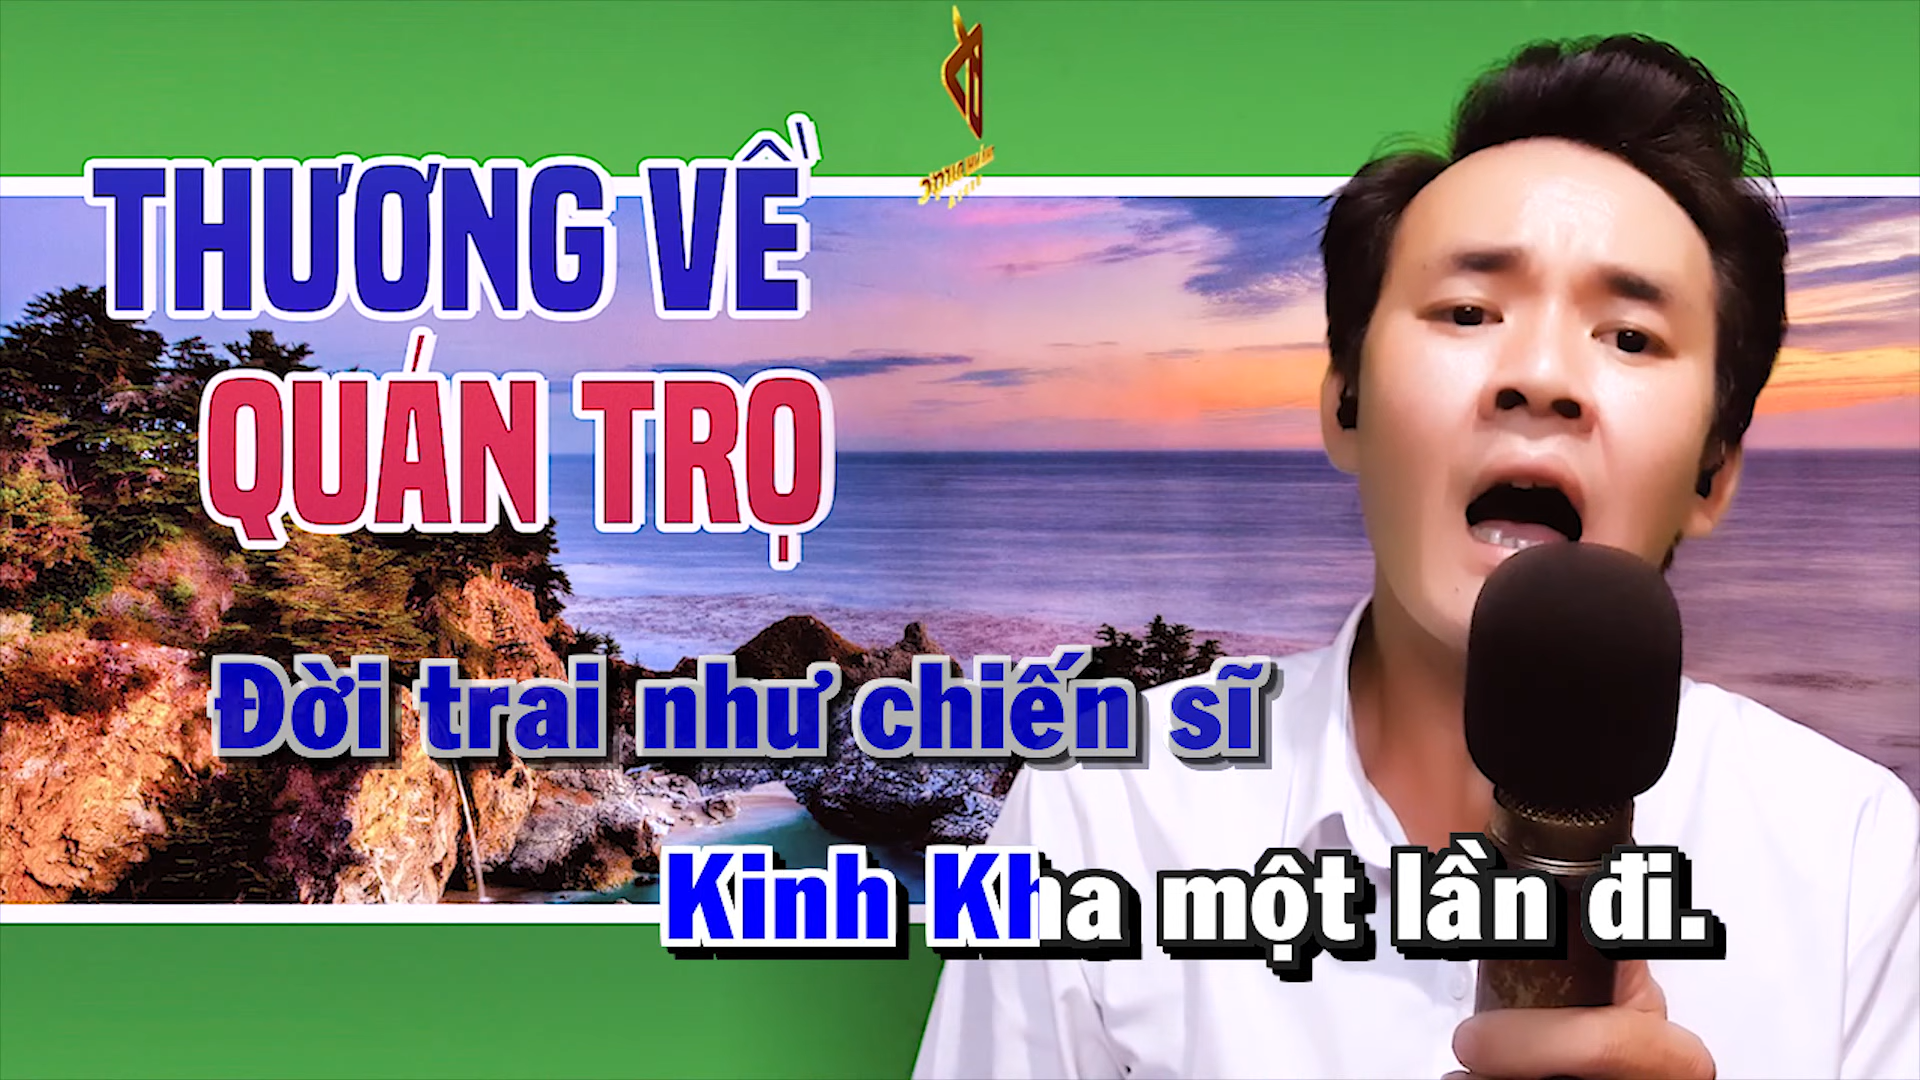 THƯƠNG VỀ
QUÁN TRỌ
Đời trai như chiến sĩ
Kinh Kha một lần đi.